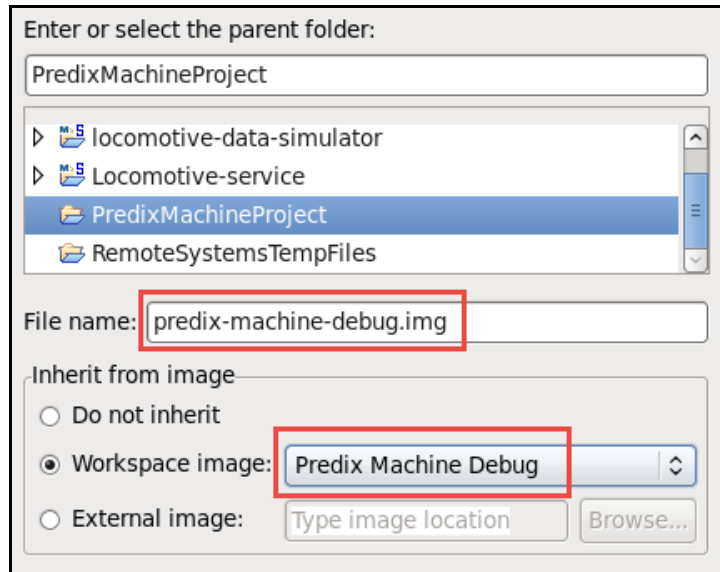 Enter or select the parent folder:
PredixMachineProject
locomotive-data-simulator
Locomotive-service
PredixMachineProject
RemoteSystemsTempFiles
File name: predix-machine-debug.img
Inherit from image
Do not inherit
Workspace image: Predix Machine Debug
External image: Type image location Browse...